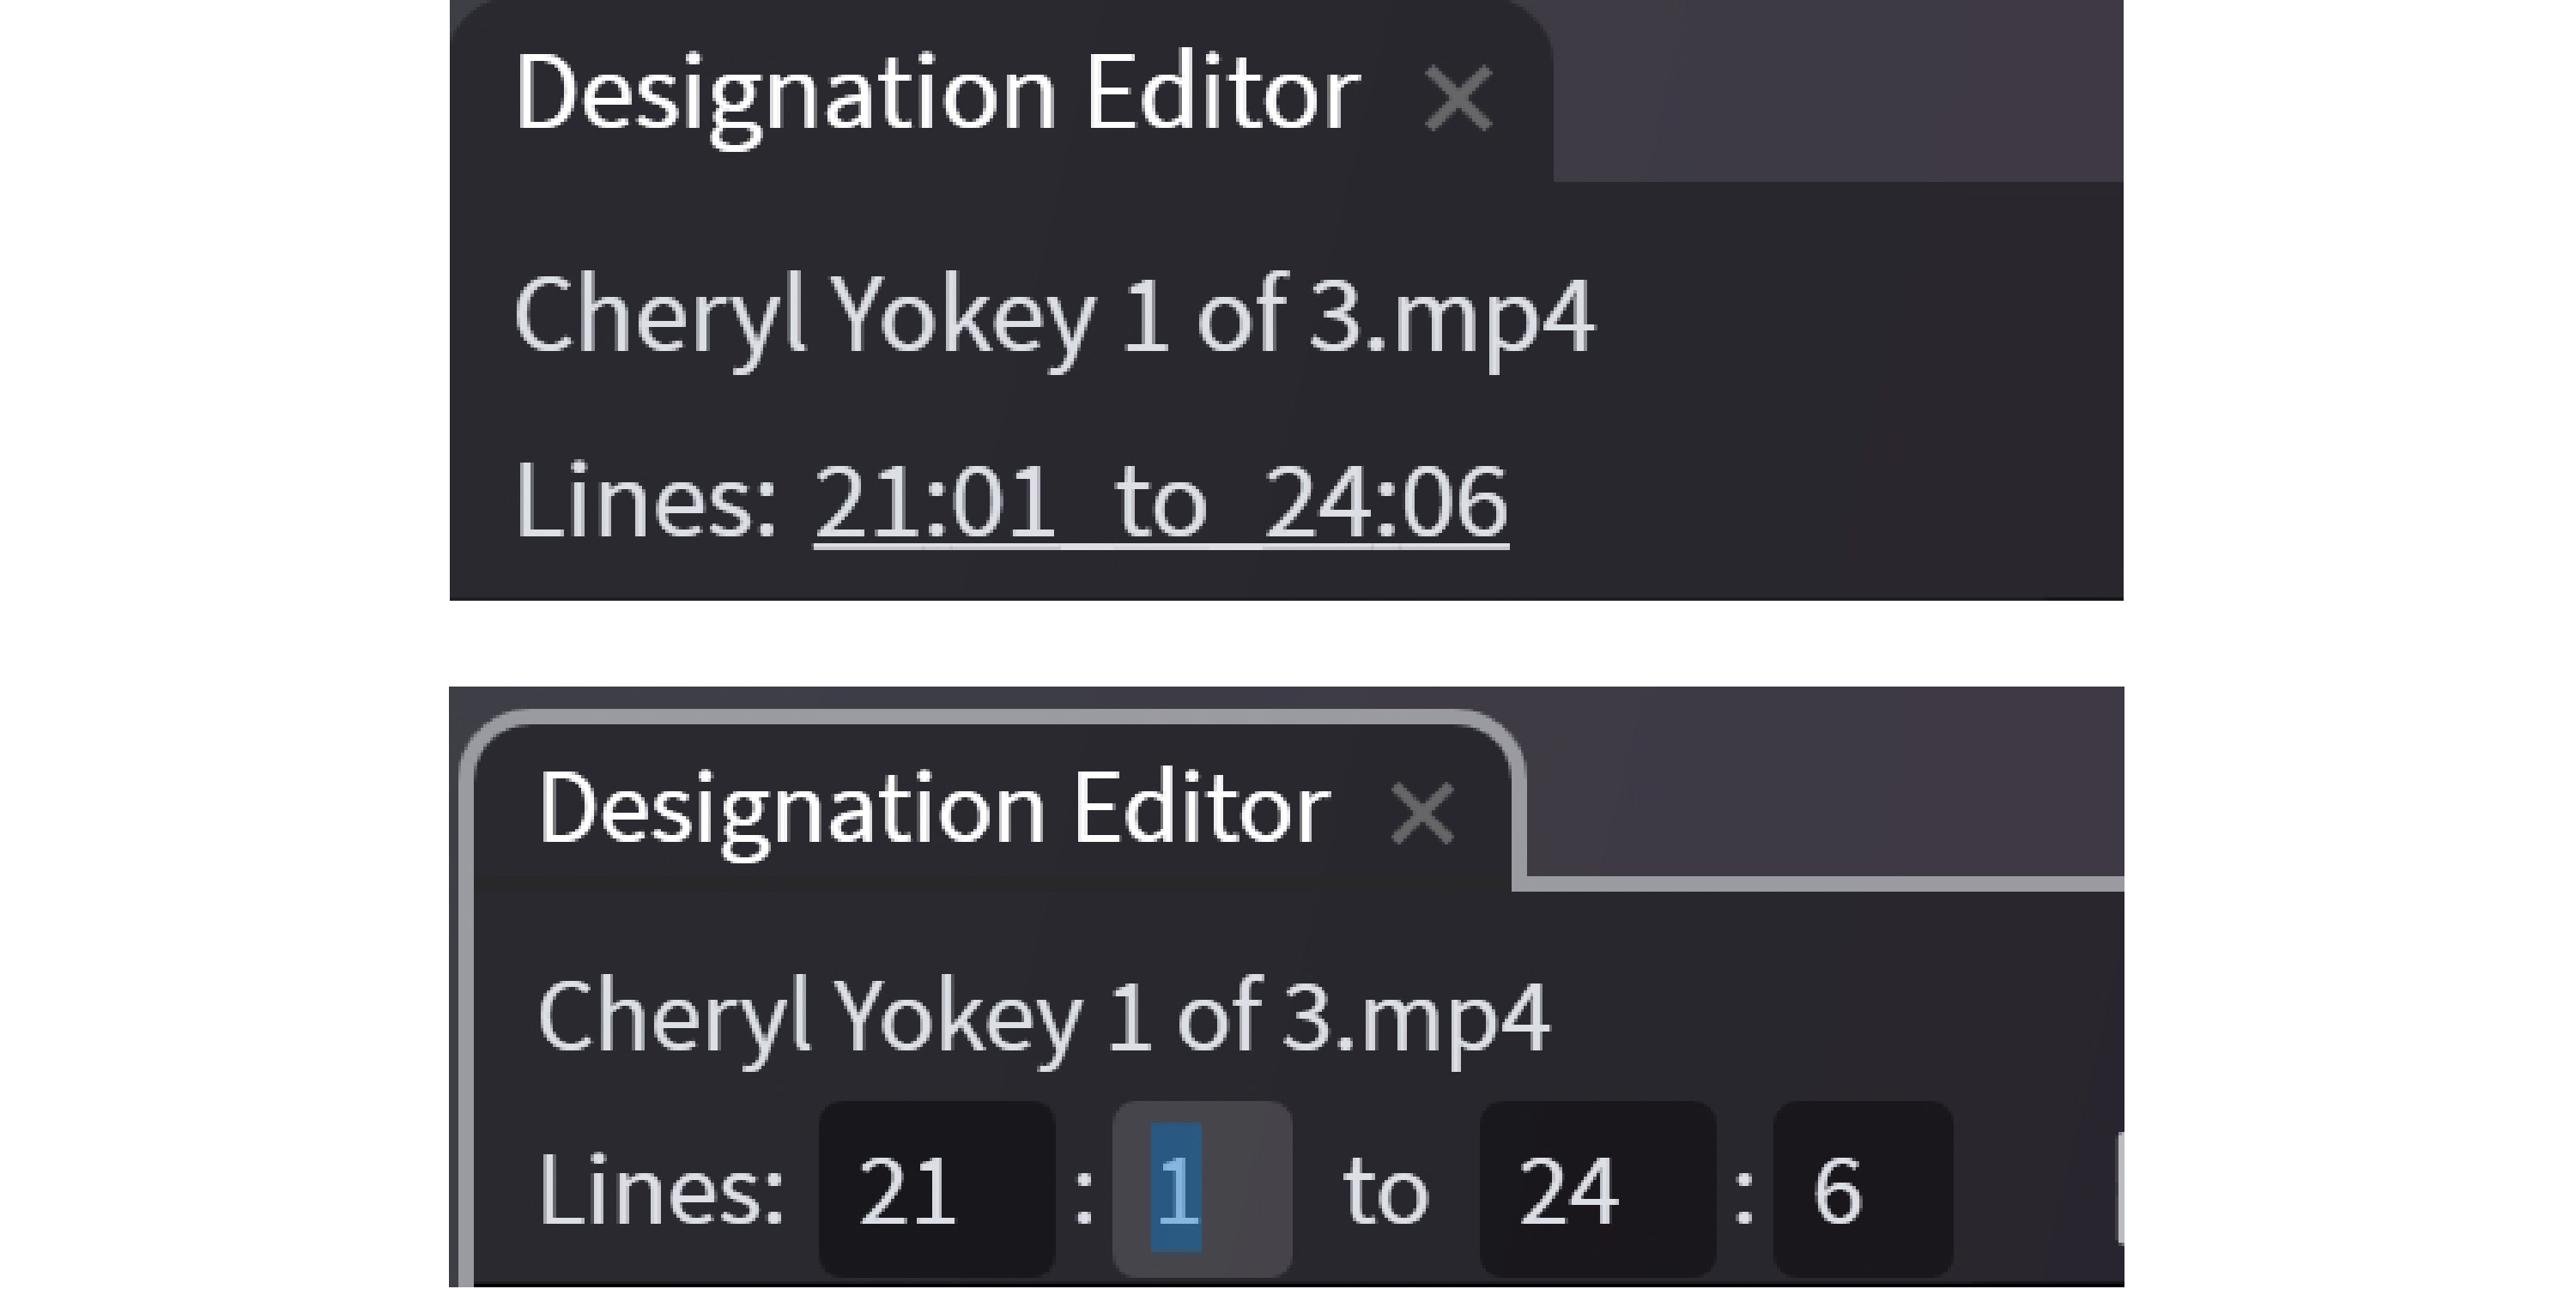 Designation Editor ×
Cheryl Yokey 1 of 3.mp4
Lines: 21:01 to 24:06
Designation Editor ×
Cheryl Yokey 1 of 3.mp4
Lines: 21 : 1 to 24 : 6